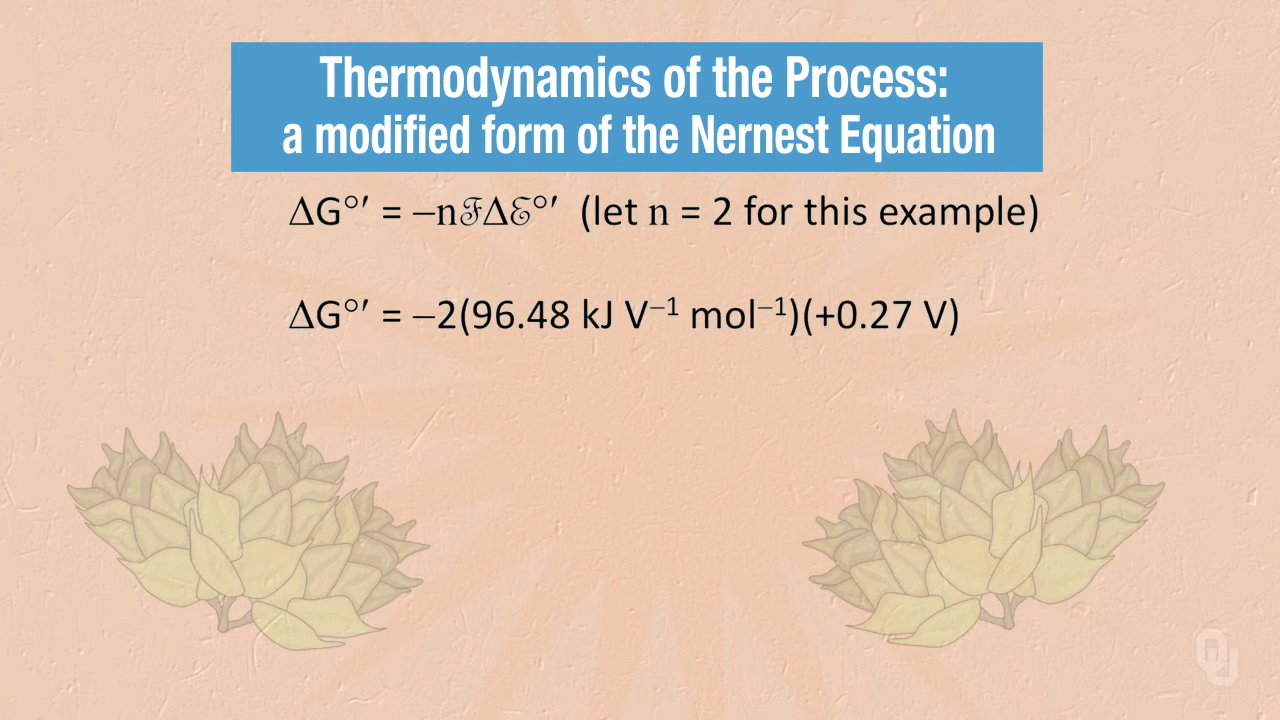 Thermodynamics of the Process:
a modified form of the Nernest Equation
ΔG°′ = –nℱΔℰ°′ (let n = 2 for this example)
ΔG°′ = –2(96.48 kJ V⁻¹ mol⁻¹)(+0.27 V)
OU